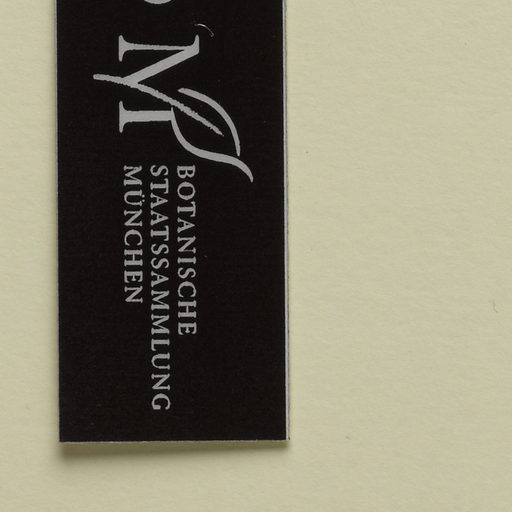 M
BOTANISCHE
STAATSSAMMLUNG
MÜNCHEN